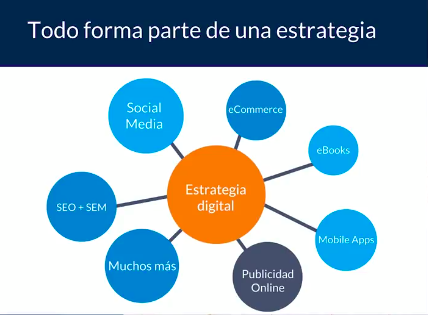 Todo forma parte de una estrategia
Social
Media
eCommerce
eBooks
Estrategia
digital
SEO + SEM
Mobile Apps
Muchos más
Publicidad
Online